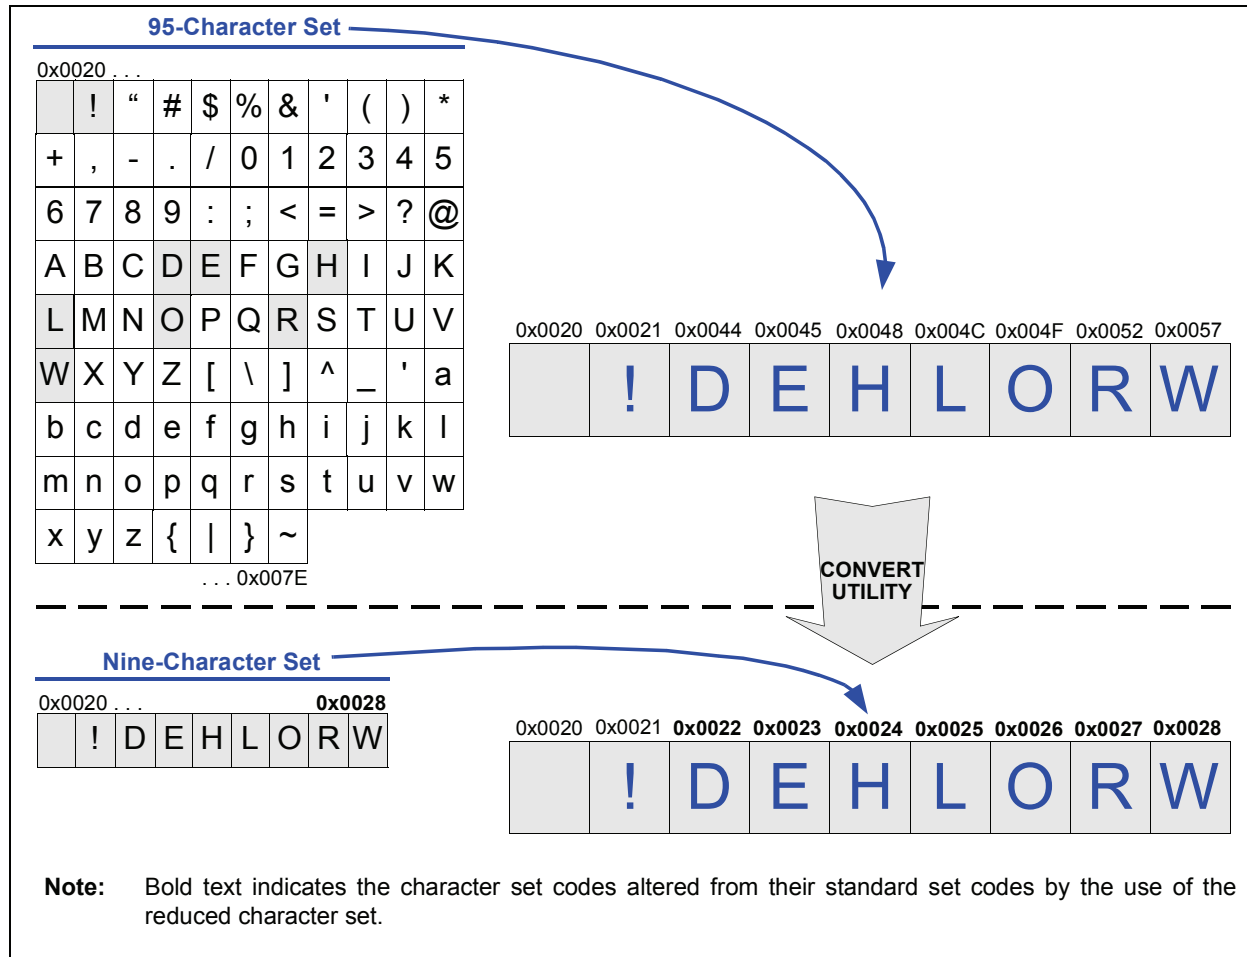 95-Character Set
0x0020 . . .
! “ # $ % & ' ( ) *
+ , - . / 0 1 2 3 4 5
6 7 8 9 : ; < = > ? @
A B C D E F G H I J K
L M N O P Q R S T U V
W X Y Z [ \ ] ^ _ ' a
b c d e f g h i j k l
m n o p q r s t u v w
x y z { | } ~
. . . 0x007E
0x0020 0x0021 0x0044 0x0045 0x0048 0x004C 0x004F 0x0052 0x0057
! D E H L O R W
CONVERT
UTILITY
Nine-Character Set
0x0020 . . . 0x0028
! D E H L O R W
0x0020 0x0021 0x0022 0x0023 0x0024 0x0025 0x0026 0x0027 0x0028
! D E H L O R W
Note: Bold text indicates the character set codes altered from their standard set codes by the use of the
reduced character set.